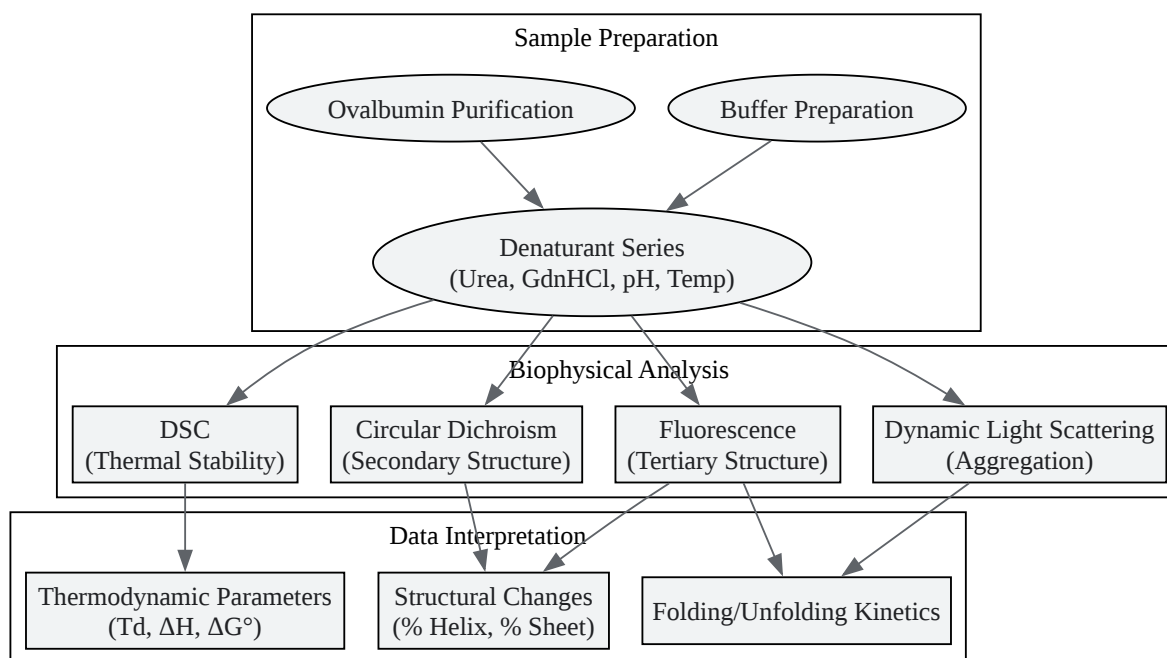 Sample Preparation
Ovalbumin Purification
Buffer Preparation
Denaturant Series
(Urea, GdnHCl, pH, Temp)
Biophysical Analysis
DSC
(Thermal Stability)
Circular Dichroism
(Secondary Structure)
Fluorescence
(Tertiary Structure)
Dynamic Light Scattering
(Aggregation)
Data Interpretation
Thermodynamic Parameters
(Td, ΔH, ΔG°)
Structural Changes
(% Helix, % Sheet)
Folding/Unfolding Kinetics